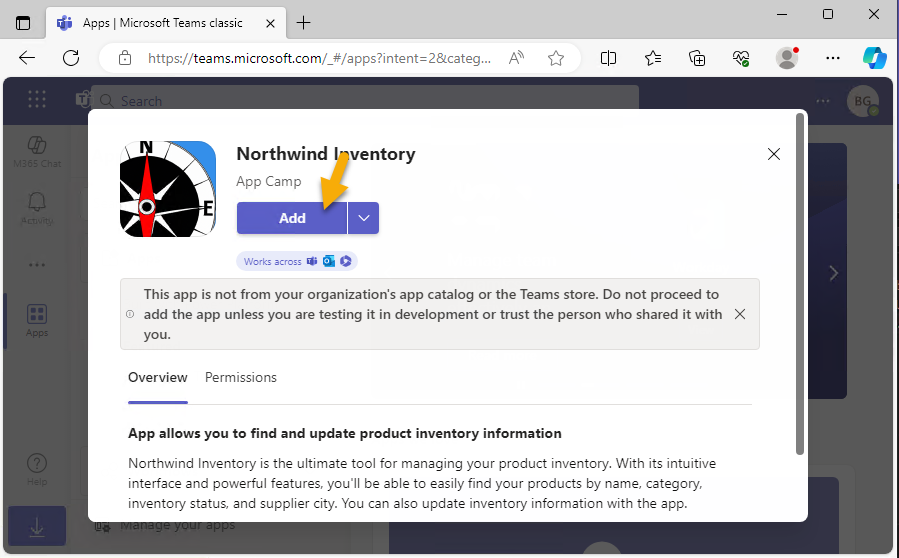 Apps | Microsoft Teams classic
https://teams.microsoft.com/_#/apps?intent=2&categ...
Search
BG
M365 Chat
Activity
Apps
Help
N
E
Northwind Inventory
App Camp
Add
Works across
This app is not from your organization's app catalog or the Teams store. Do not proceed to
add the app unless you are testing it in development or trust the person who shared it with
you.
Overview Permissions
App allows you to find and update product inventory information
Northwind Inventory is the ultimate tool for managing your product inventory. With its intuitive
interface and powerful features, you'll be able to easily find your products by name, category,
inventory status, and supplier city. You can also update inventory information with the app.
Manage your apps